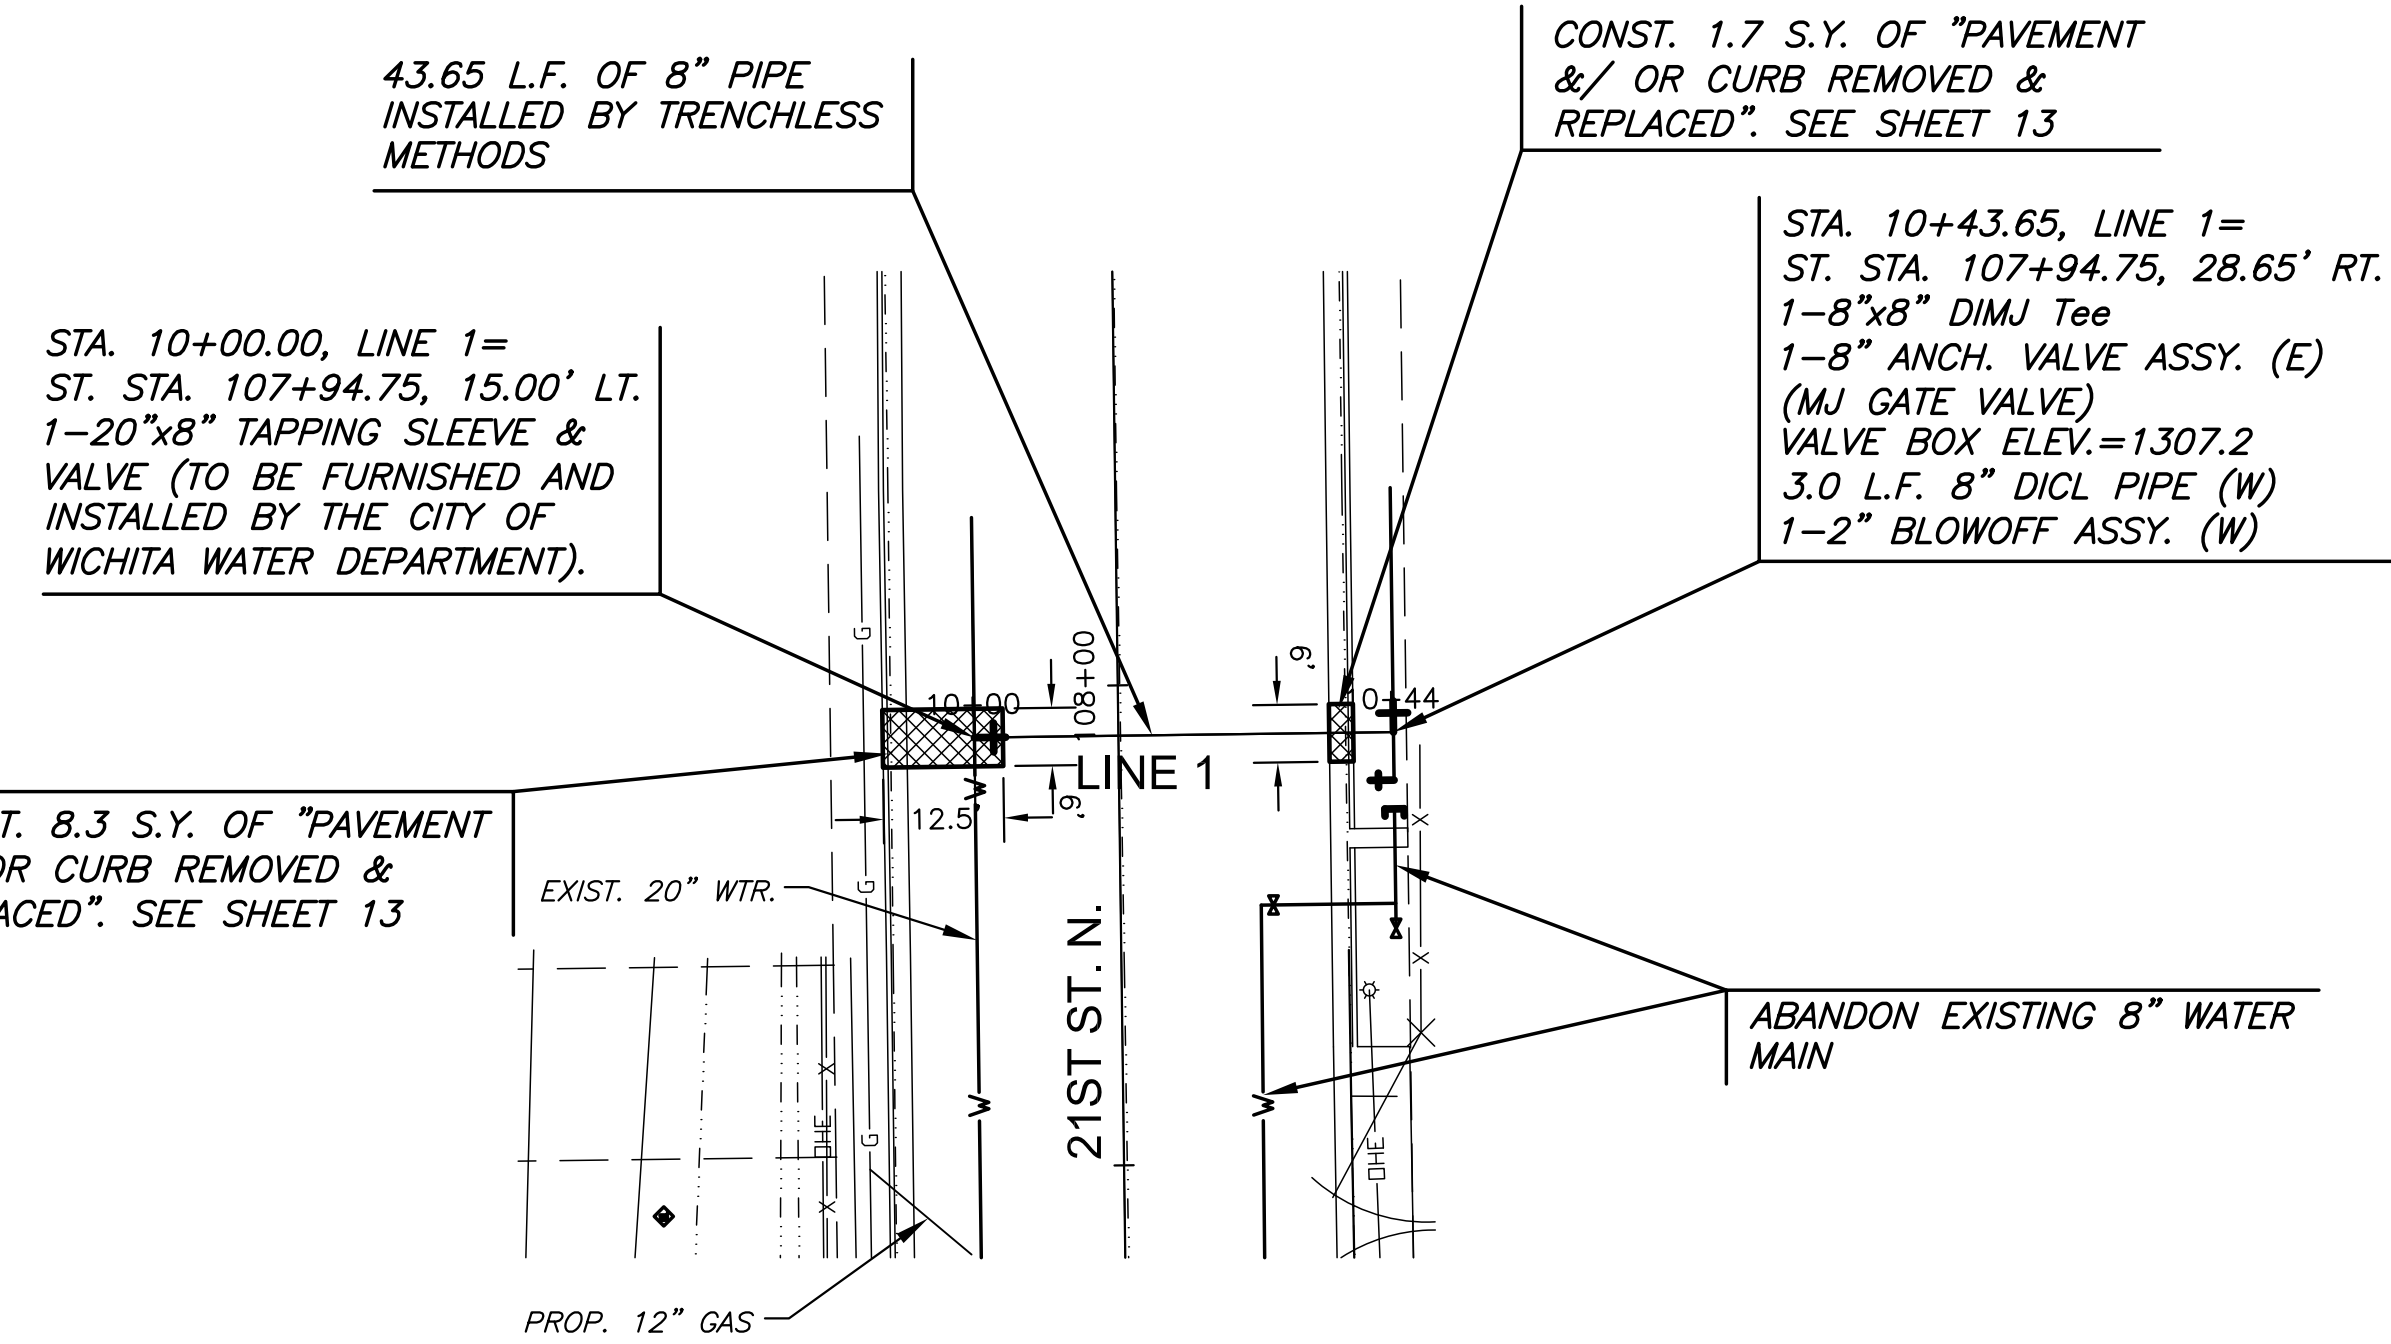 43.65 L.F. OF 8" PIPE
INSTALLED BY TRENCHLESS
METHODS
CONST. 1.7 S.Y. OF "PAVEMENT
&/ OR CURB REMOVED &
REPLACED". SEE SHEET 13
STA. 10+43.65, LINE 1=
ST. STA. 107+94.75, 28.65' RT.
1-8"x8" DIMJ Tee
1-8" ANCH. VALVE ASSY. (E)
(MJ GATE VALVE)
VALVE BOX ELEV.=1307.2
3.0 L.F. 8" DICL PIPE (W)
1-2" BLOWOFF ASSY. (W)
STA. 10+00.00, LINE 1=
ST. STA. 107+94.75, 15.00' LT.
1-20"x8" TAPPING SLEEVE &
VALVE (TO BE FURNISHED AND
INSTALLED BY THE CITY OF
WICHITA WATER DEPARTMENT).
G
108+00
6'
10+00
0+44
LINE 1
W
12.5'
6'
X
T. 8.3 S.Y. OF "PAVEMENT
OR CURB REMOVED &
ACED". SEE SHEET 13
EXIST. 20" WTR.
G
21ST ST. N.
X
ABANDON EXISTING 8" WATER
MAIN
X
W
W
OHE
G
OHE
X
PROP. 12" GAS